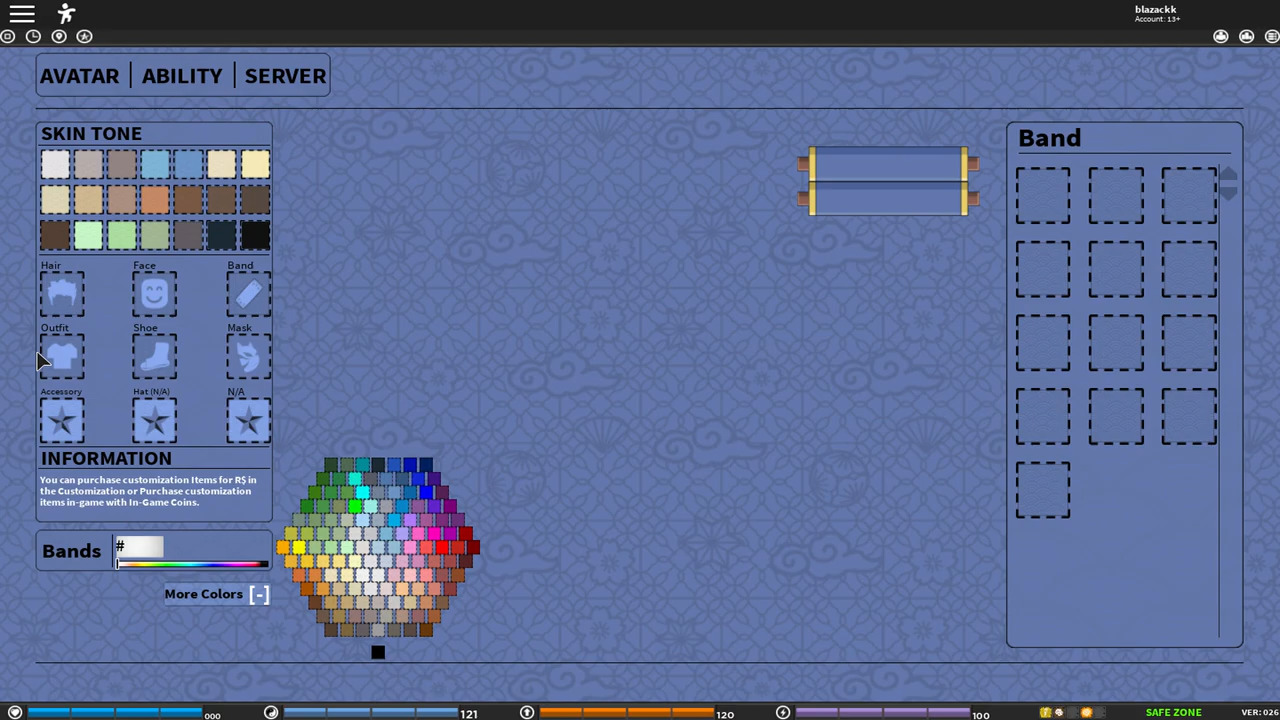 blazackk
Account: 13+
AVATAR | ABILITY | SERVER
SKIN TONE
Hair Face Band
Outfit Shoe Mask
Accessory Hat (N/A) N/A
INFORMATION
You can purchase customization Items for R$ in
the Customization or Purchase customization
items in-game with In-Game Coins.
Bands #
More Colors [-]
Band
000 121 120 100 SAFE ZONE VER: 026